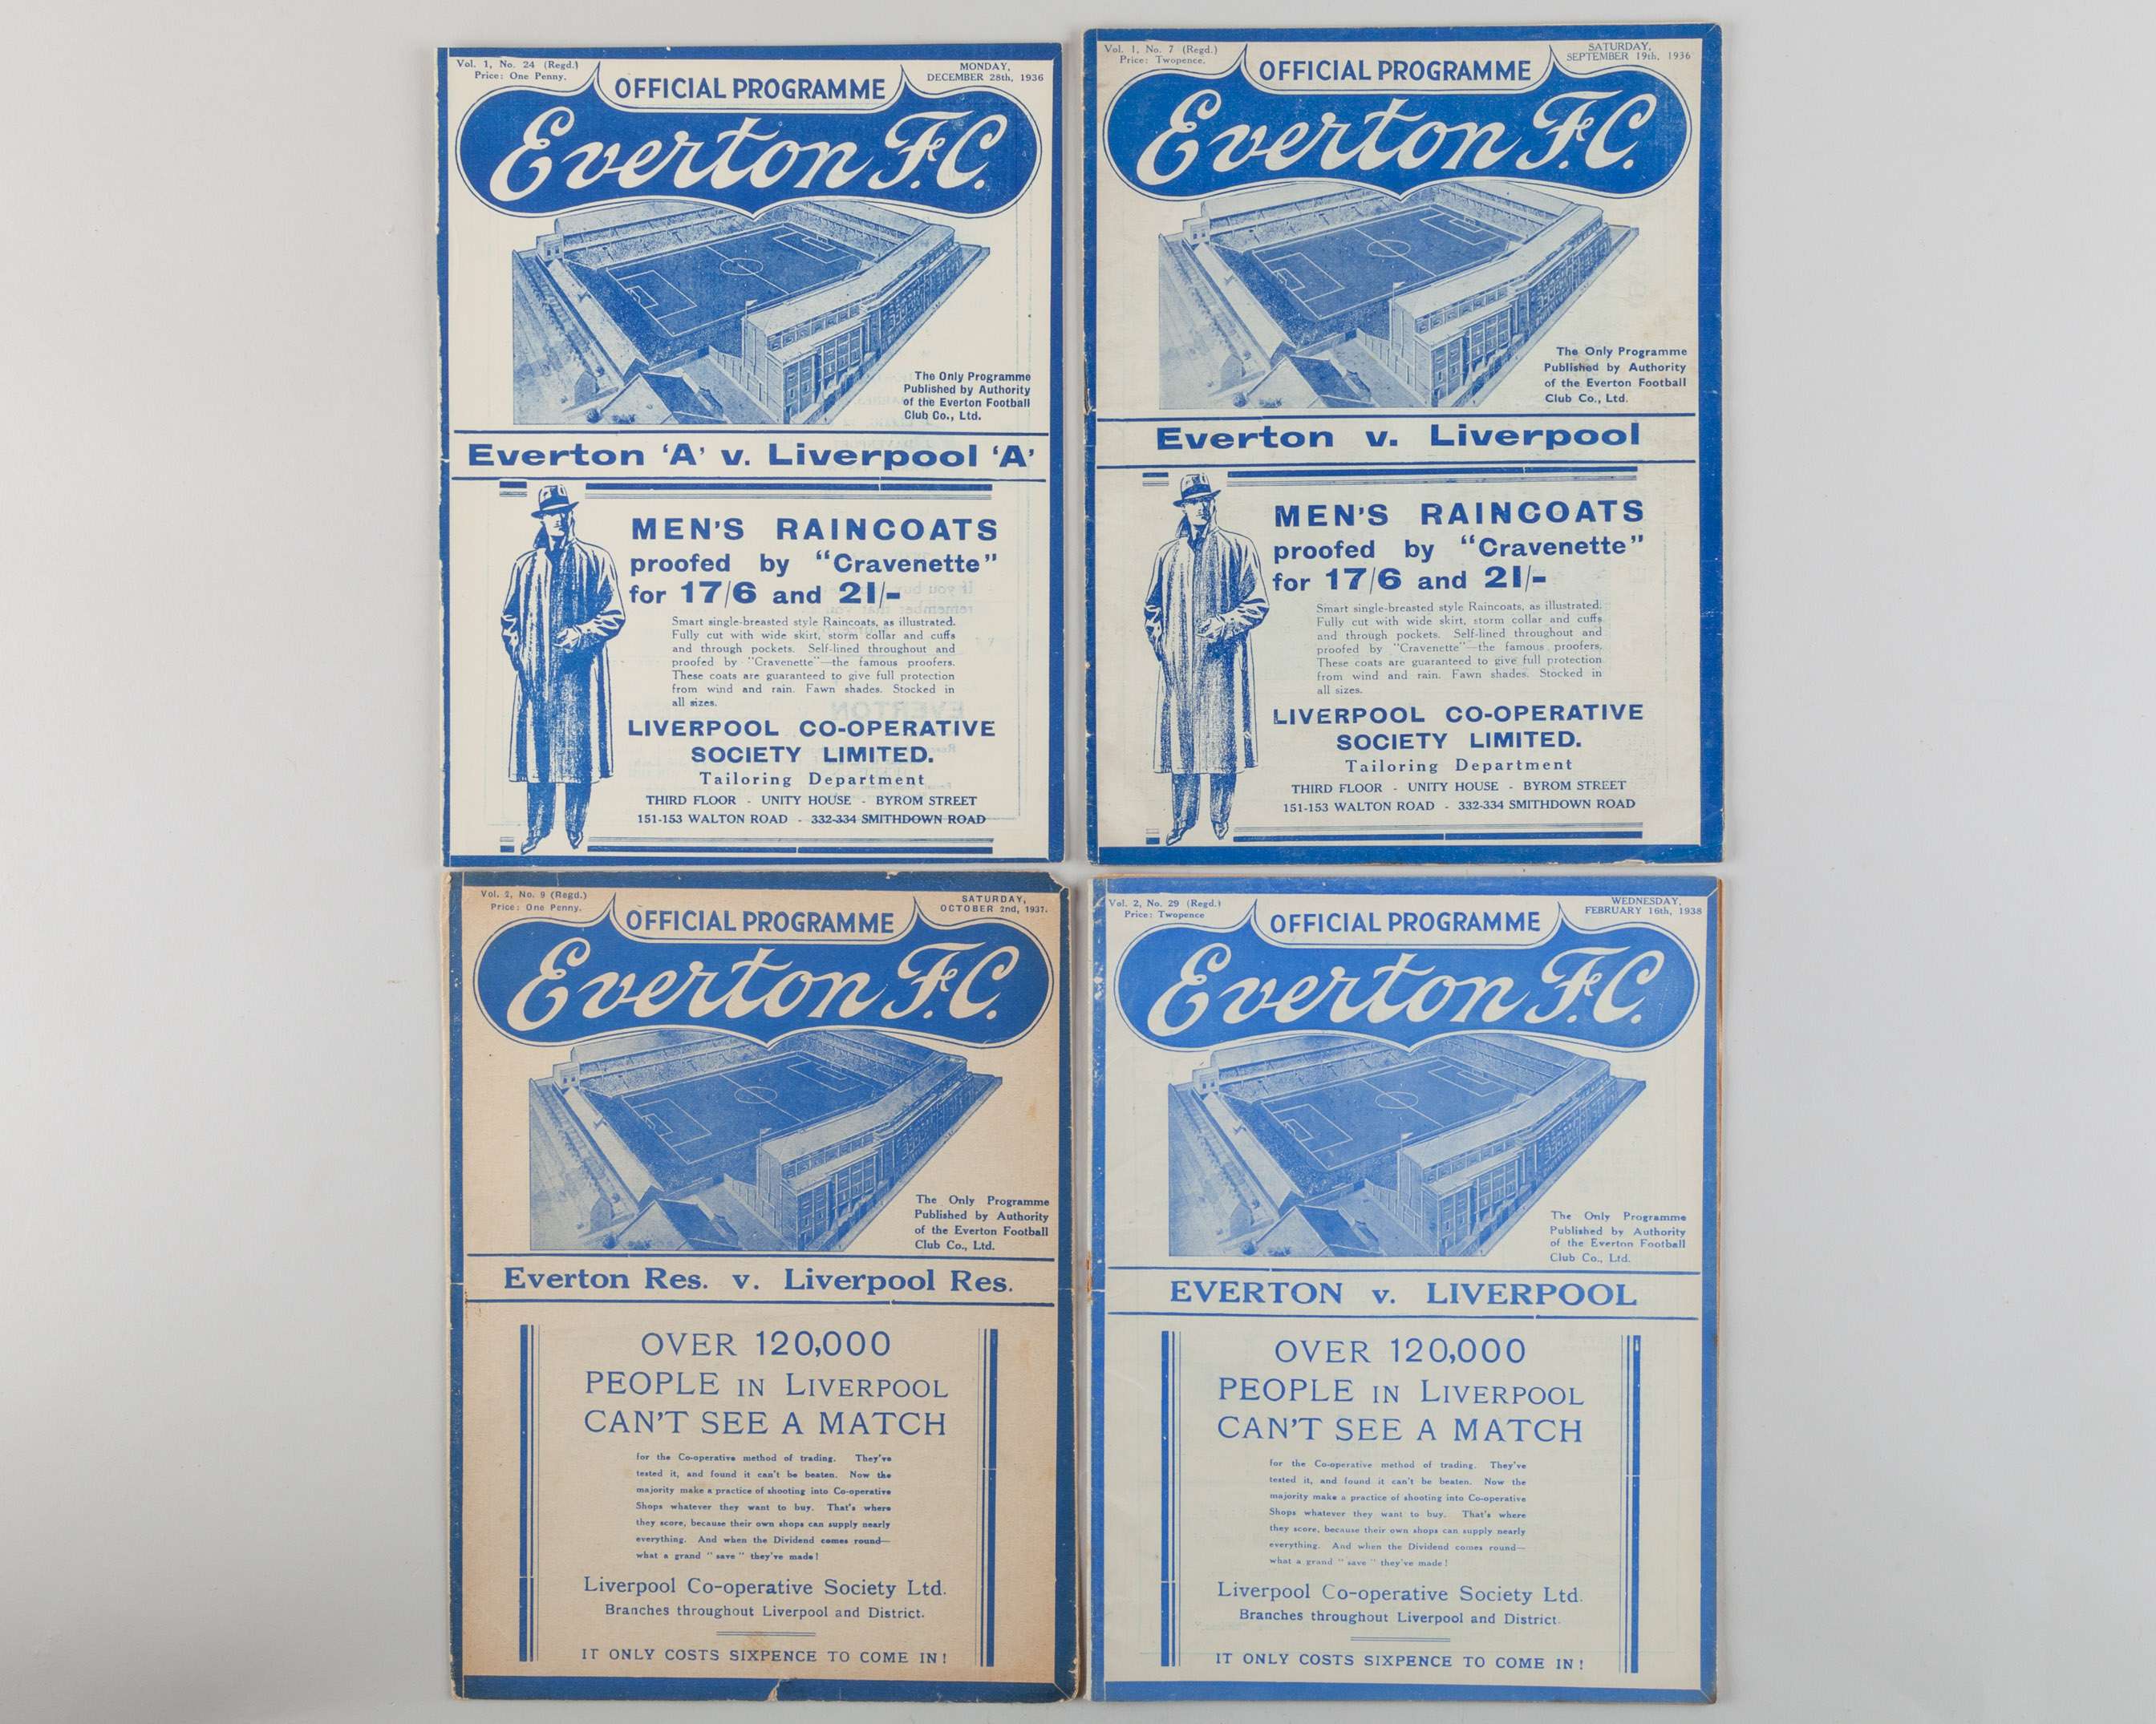 Vol. 1, No. 24 (Regd.)
Price: One Penny.
MONDAY,
DECEMBER 28th, 1936
OFFICIAL PROGRAMME
Everton F.C.
The Only Programme
Published by Authority
of the Everton Football
Club Co., Ltd.
Everton 'A' v. Liverpool 'A'
MEN'S RAINCOATS
proofed by "Cravenette"
for 17/6 and 21/-
Smart single-breasted style Raincoats, as illustrated.
Fully cut with wide skirt, storm collar and cuffs
and through pockets. Self-lined throughout and
proofed by "Cravenette"—the famous proofers.
These coats are guaranteed to give full protection
from wind and rain. Fawn shades. Stocked in
all sizes.
LIVERPOOL CO-OPERATIVE
SOCIETY LIMITED.
Tailoring Department
THIRD FLOOR - UNITY HOUSE - BYROM STREET
151-153 WALTON ROAD - 332-334 SMITHDOWN ROAD
Vol. 1, No. 7 (Regd.)
Price: Twopence.
SATURDAY,
SEPTEMBER 19th, 1936
OFFICIAL PROGRAMME
Everton F.C.
The Only Programme
Published by Authority
of the Everton Football
Club Co., Ltd.
Everton v. Liverpool
MEN'S RAINCOATS
proofed by "Cravenette"
for 17/6 and 21/-
Smart single-breasted style Raincoats, as illustrated.
Fully cut with wide skirt, storm collar and cuffs
and through pockets. Self-lined throughout and
proofed by "Cravenette"—the famous proofers.
These coats are guaranteed to give full protection
from wind and rain. Fawn shades. Stocked in
all sizes.
LIVERPOOL CO-OPERATIVE
SOCIETY LIMITED.
Tailoring Department
THIRD FLOOR - UNITY HOUSE - BYROM STREET
151-153 WALTON ROAD - 332-334 SMITHDOWN ROAD
Vol. 2, No. 9 (Regd.)
Price: One Penny.
SATURDAY,
OCTOBER 2nd, 1937.
OFFICIAL PROGRAMME
Everton F.C.
The Only Programme
Published by Authority
of the Everton Football
Club Co., Ltd.
Everton Res. v. Liverpool Res.
OVER 120,000
PEOPLE IN LIVERPOOL
CAN'T SEE A MATCH
for the Co-operative method of trading. They've
tested it, and found it can't be beaten. Now the
majority make a practice of shooting into Co-operative
Shops whatever they want to buy. That's where
they score, because their own shops can supply nearly
everything. And when the Dividend comes round—
what a grand "save" they've made!
Liverpool Co-operative Society Ltd.
Branches throughout Liverpool and District.
IT ONLY COSTS SIXPENCE TO COME IN!
Vol. 2, No. 29 (Regd.)
Price: Twopence
WEDNESDAY,
FEBRUARY 16th, 1938
OFFICIAL PROGRAMME
Everton F.C.
The Only Programme
Published by Authority
of the Everton Football
Club Co., Ltd.
EVERTON v. LIVERPOOL
OVER 120,000
PEOPLE IN LIVERPOOL
CAN'T SEE A MATCH
for the Co-operative method of trading. They've
tested it, and found it can't be beaten. Now the
majority make a practice of shooting into Co-operative
Shops whatever they want to buy. That's where
they score, because their own shops can supply nearly
everything. And when the Dividend comes round—
what a grand "save" they've made!
Liverpool Co-operative Society Ltd.
Branches throughout Liverpool and District.
IT ONLY COSTS SIXPENCE TO COME IN!